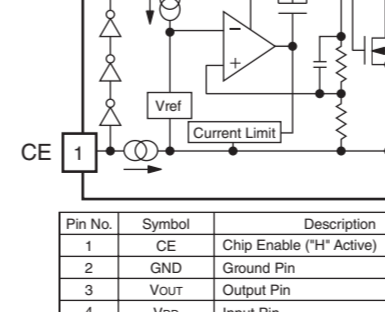 −
+
Vref
Current Limit
CE 1
Pin No. Symbol Description
1 CE Chip Enable ("H" Active)
2 GND Ground Pin
3 VOUT Output Pin
4 VDD Input Pin